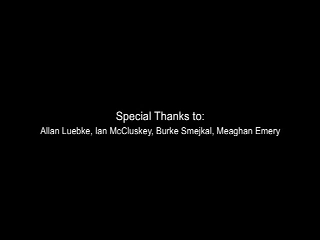 Special Thanks to:
Allan Luebke, Ian McCluskey, Burke Smejkal, Meaghan Emery